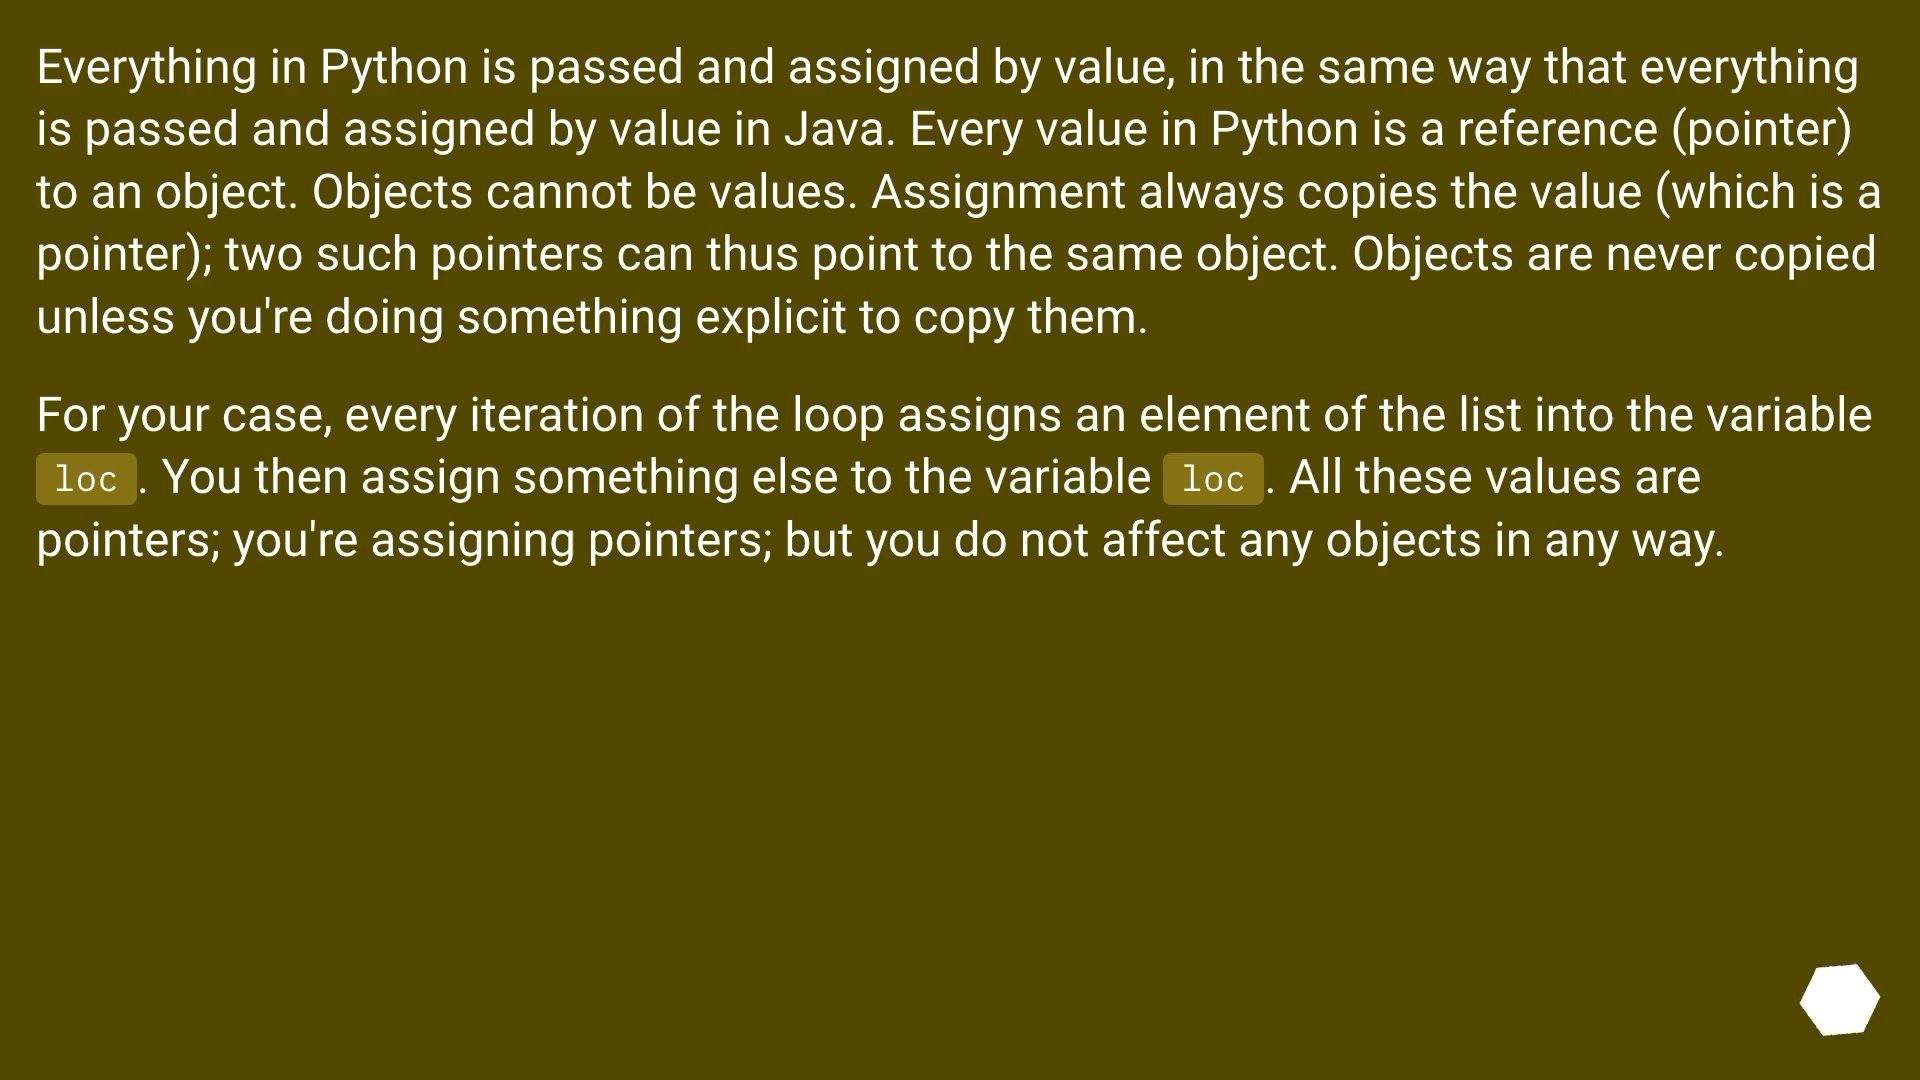 Everything in Python is passed and assigned by value, in the same way that everything
is passed and assigned by value in Java. Every value in Python is a reference (pointer)
to an object. Objects cannot be values. Assignment always copies the value (which is a
pointer); two such pointers can thus point to the same object. Objects are never copied
unless you're doing something explicit to copy them.
For your case, every iteration of the loop assigns an element of the list into the variable
loc. You then assign something else to the variable loc. All these values are
pointers; you're assigning pointers; but you do not affect any objects in any way.